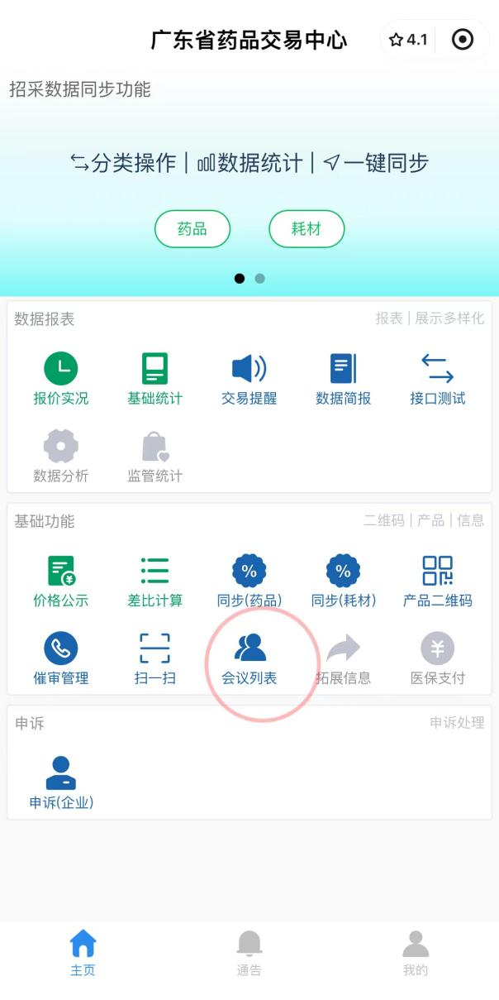 广东省药品交易中心
4.1
招采数据同步功能
分类操作 | 数据统计 | 一键同步
药品 耗材
数据报表 报表 | 展示多样化
报价实况 基础统计 交易提醒 数据简报 接口测试
数据分析 监管统计
基础功能 二维码 | 产品 | 信息
¥ % %
价格公示 差比计算 同步(药品) 同步(耗材) 产品二维码
¥
催审管理 扫一扫 会议列表 拓展信息 医保支付
申诉 申诉处理
申诉(企业)
主页 通告 我的